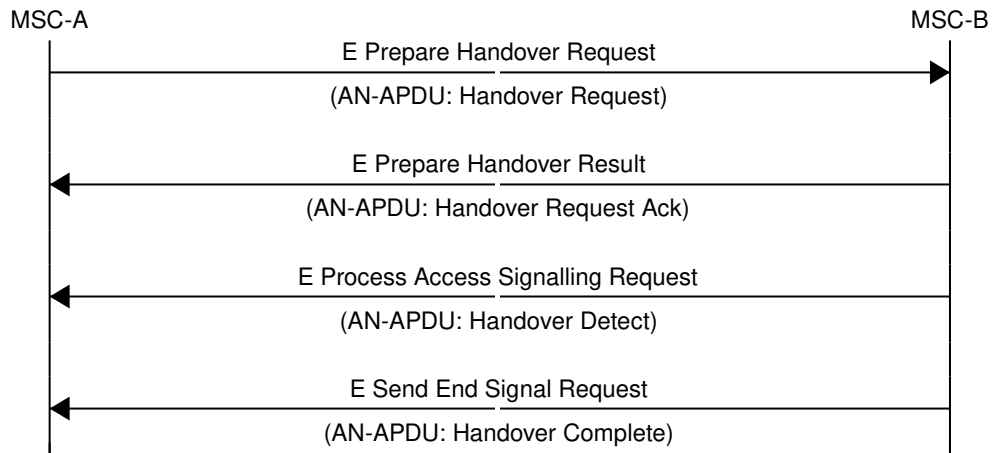 MSC-A
MSC-B
E Prepare Handover Request
(AN-APDU: Handover Request)
E Prepare Handover Result
(AN-APDU: Handover Request Ack)
E Process Access Signalling Request
(AN-APDU: Handover Detect)
E Send End Signal Request
(AN-APDU: Handover Complete)